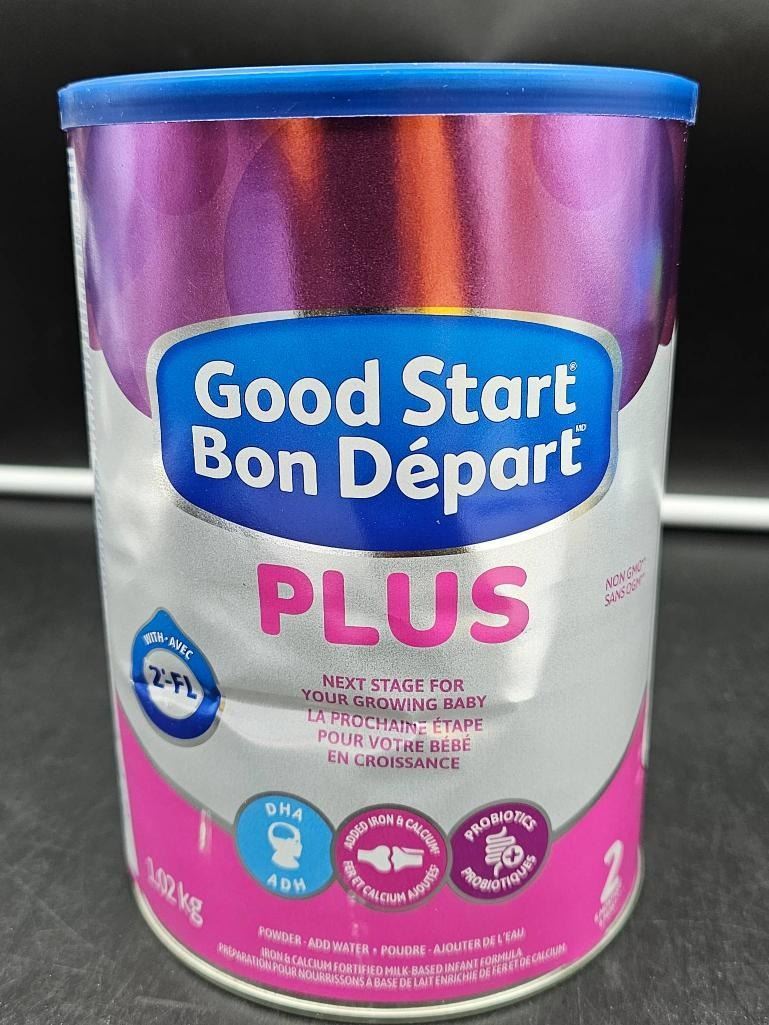 Good Start®
Bon Départ MD
PLUS
NON GMO
SANS OGM
WITH • AVEC
2'-FL
NEXT STAGE FOR
YOUR GROWING BABY
LA PROCHAINE ÉTAPE
POUR VOTRE BÉBÉ
EN CROISSANCE
DHA
ADH
ADDED IRON & CALCIUM
FER ET CALCIUM AJOUTÉS
PROBIOTICS
PROBIOTIQUES
1.02 kg
2
POWDER - ADD WATER • POUDRE - AJOUTER DE L'EAU
IRON & CALCIUM FORTIFIED MILK-BASED INFANT FORMULA
PRÉPARATION POUR NOURRISSONS À BASE DE LAIT ENRICHIE DE FER ET DE CALCIUM